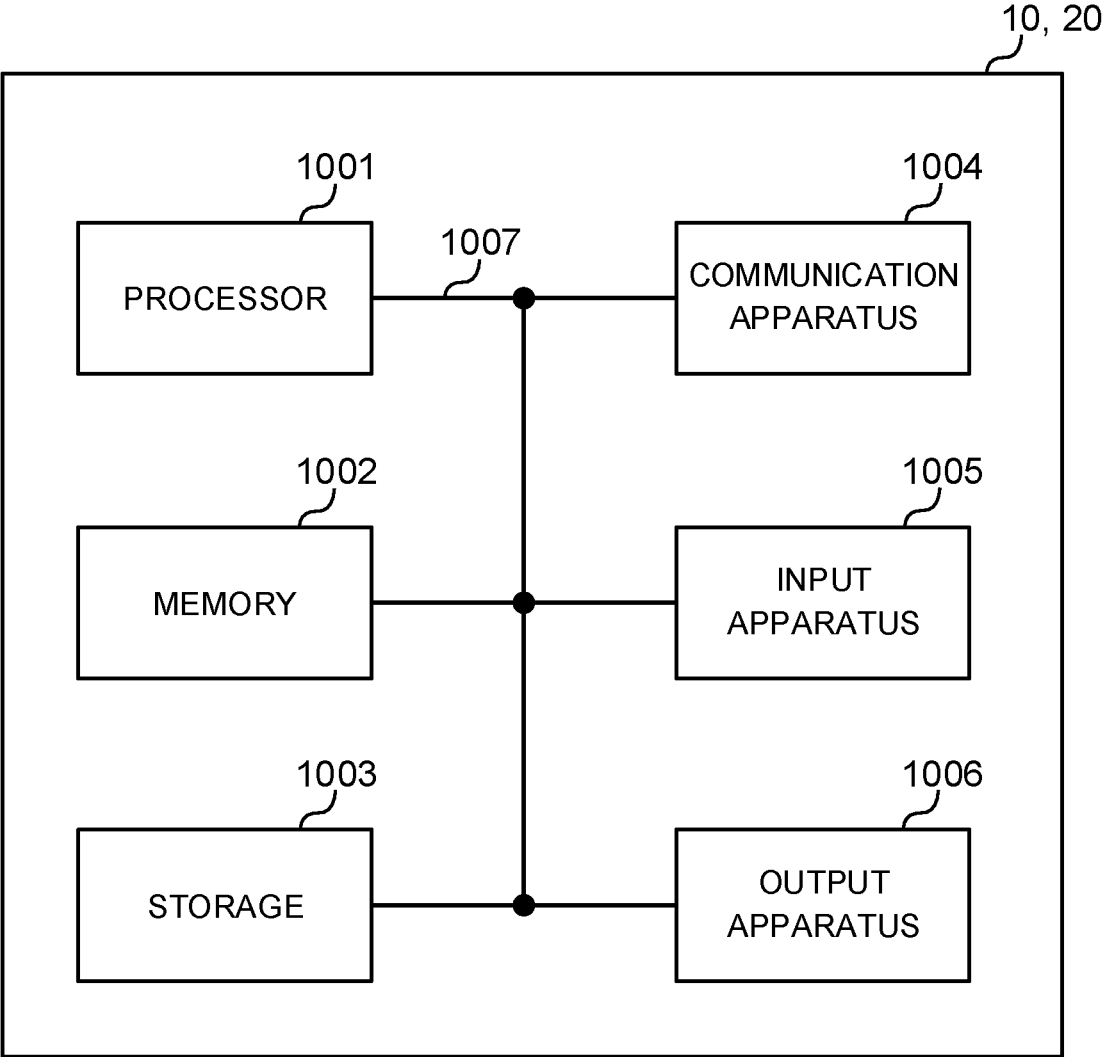 10, 20
1001
1004
1007
PROCESSOR
COMMUNICATION
APPARATUS
1002
1005
MEMORY
INPUT
APPARATUS
1003
1006
STORAGE
OUTPUT
APPARATUS